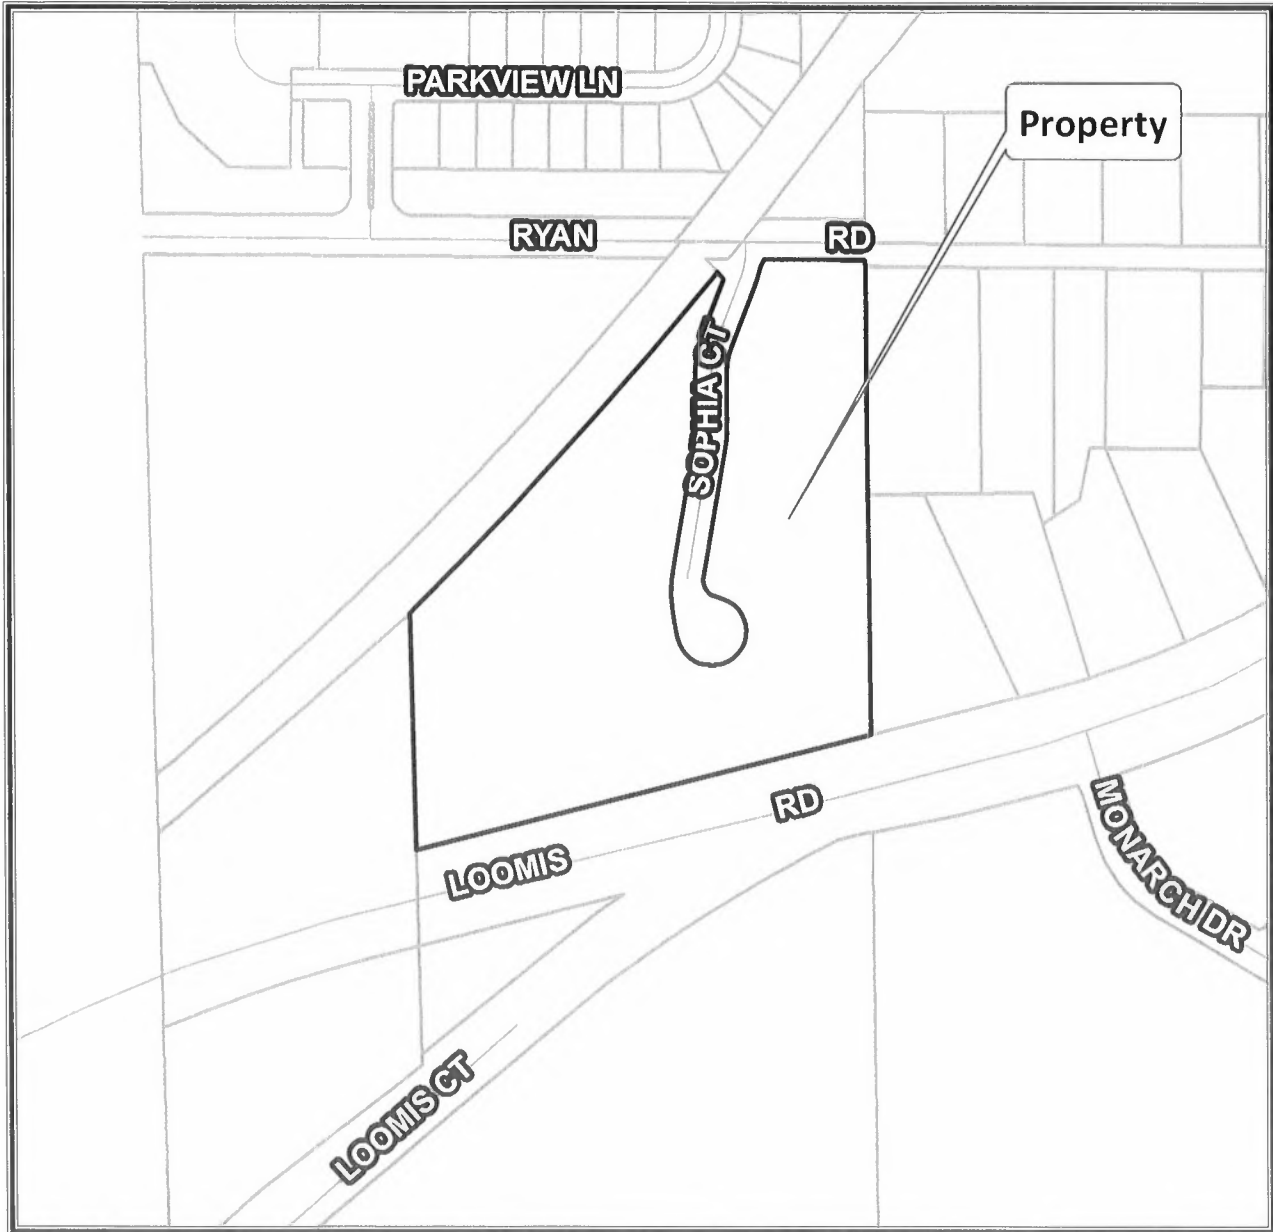 PARKVIEW LN
Property
RYAN RD
SOPHIA CT
RD
LOOMIS
MONARCH DR
LOOMIS CT